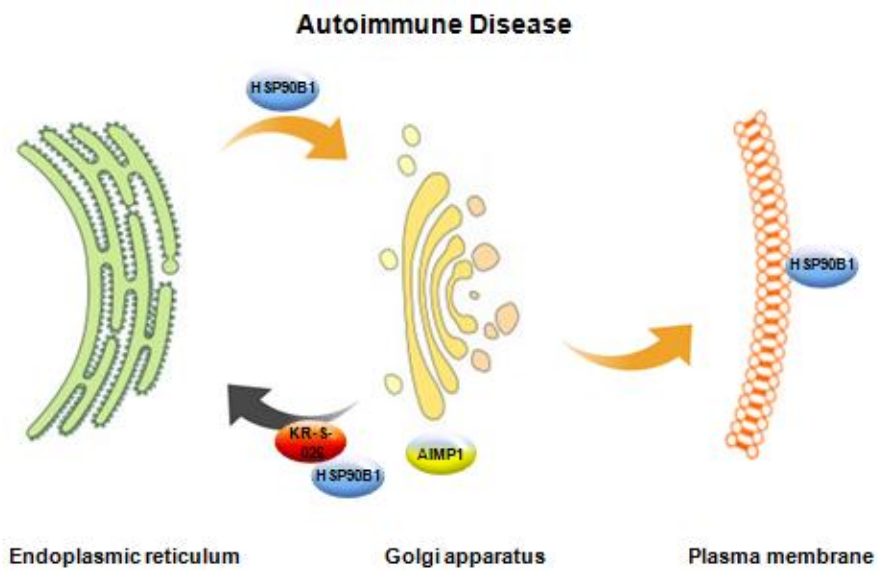 Autoimmune Disease
HSP90B1
HSP90B1
KR-S-
026
HSP90B1
AIMP1
Endoplasmic reticulum
Golgi apparatus
Plasma membrane